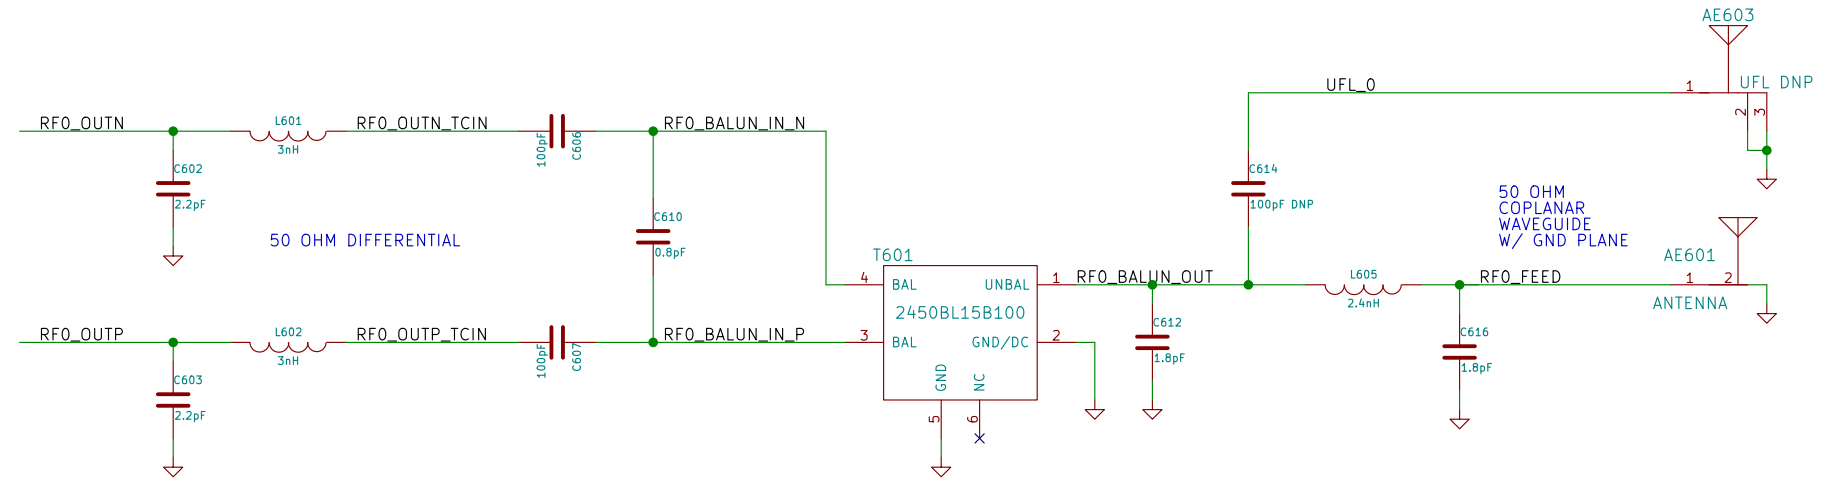 AE603
UFL_0
1
UFL DNP
2
3
RF0_OUTN
L601
3nH
RF0_OUTN_TCIN
100pF
C606
RF0_BALUN_IN_N
C602
2.2pF
C614
100pF DNP
50 OHM
COPLANAR
WAVEGUIDE
W/ GND PLANE
50 OHM DIFFERENTIAL
C610
0.8pF
T601
4
BAL
UNBAL
1
RF0_BALUN_OUT
L605
2.4nH
RF0_FEED
AE601
1
2
ANTENNA
2450BL15B100
RF0_OUTP
L602
3nH
RF0_OUTP_TCIN
100pF
C607
RF0_BALUN_IN_P
3
BAL
GND/DC
2
C612
1.8pF
C616
1.8pF
C603
2.2pF
GND
NC
5
6